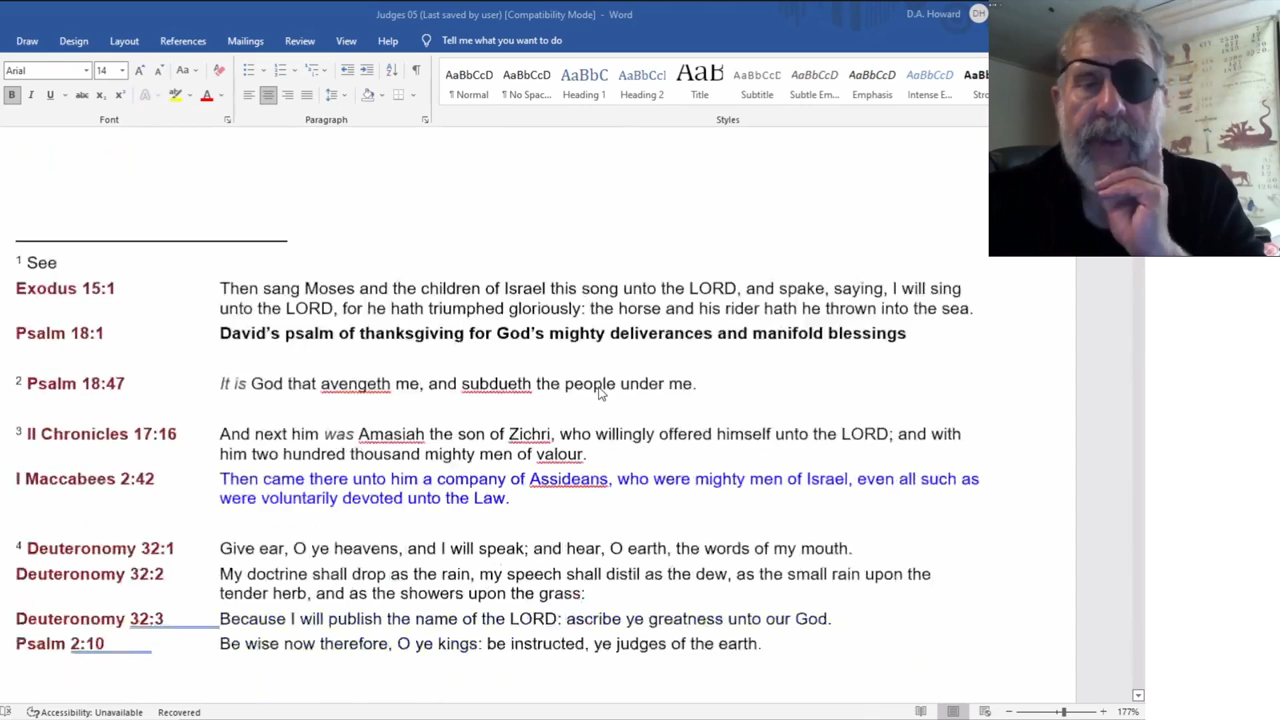 Judges 05 (Last saved by user) [Compatibility Mode] - Word
D.A. Howard
DH
Draw Design Layout References Mailings Review View Help Tell me what you want to do
Arial 14
Aa
B I U abc X₂ X² A A
AaBbCcD AaBbCcD AaBbC AaBbCcI AaB AaBbCcD AaBbCcD AaBbCcD AaBbCcD AaBbC
¶ Normal ¶ No Spac... Heading 1 Heading 2 Title Subtitle Subtle Em... Emphasis Intense E... Stro
Font Paragraph Styles
1 See
Exodus 15:1 Then sang Moses and the children of Israel this song unto the LORD, and spake, saying, I will sing
unto the LORD, for he hath triumphed gloriously: the horse and his rider hath he thrown into the sea.
Psalm 18:1 David's psalm of thanksgiving for God's mighty deliverances and manifold blessings
2 Psalm 18:47 It is God that avengeth me, and subdueth the people under me.
3 II Chronicles 17:16 And next him was Amasiah the son of Zichri, who willingly offered himself unto the LORD; and with
him two hundred thousand mighty men of valour.
I Maccabees 2:42 Then came there unto him a company of Assideans, who were mighty men of Israel, even all such as
were voluntarily devoted unto the Law.
4 Deuteronomy 32:1 Give ear, O ye heavens, and I will speak; and hear, O earth, the words of my mouth.
Deuteronomy 32:2 My doctrine shall drop as the rain, my speech shall distil as the dew, as the small rain upon the
tender herb, and as the showers upon the grass:
Deuteronomy 32:3 Because I will publish the name of the LORD: ascribe ye greatness unto our God.
Psalm 2:10 Be wise now therefore, O ye kings: be instructed, ye judges of the earth.
Accessibility: Unavailable Recovered 177%